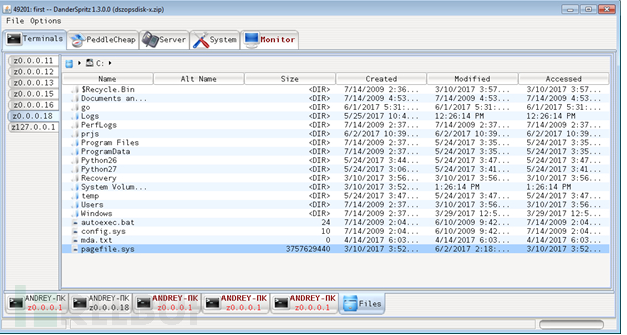 49201: first -- DanderSpritz 1.3.0.0 (dszopsdisk-x.zip)
File Options
Terminals PeddleCheap Server System Monitor
z0.0.0.11
z0.0.0.12
z0.0.0.13
z0.0.0.15
z0.0.0.16
z0.0.0.18
z127.0.0.1
C:
Name Alt Name Size Created Modified Accessed
$Recycle.Bin <DIR> 7/14/2009 2:36... 3/10/2017 3:57... 3/10/2017 3:57...
Documents an... <DIR> 7/14/2009 4:53... 7/14/2009 4:53... 7/14/2009 4:53...
go <DIR> 6/1/2017 5:31:... 6/1/2017 5:31:... 6/1/2017 5:31:...
Logs <DIR> 5/25/2017 10:4... 12:26:14 PM 12:26:14 PM
PerfLogs <DIR> 7/14/2009 2:37... 7/14/2009 2:37... 7/14/2009 2:37...
prjs <DIR> 6/2/2017 10:39... 6/2/2017 10:39... 6/2/2017 10:39...
Program Files <DIR> 7/14/2009 2:37... 5/24/2017 3:35... 5/24/2017 3:35...
ProgramData <DIR> 7/14/2009 2:37... 5/24/2017 3:35... 5/24/2017 3:35...
Python26 <DIR> 5/24/2017 3:44... 5/24/2017 3:47... 5/24/2017 3:47...
Python27 <DIR> 5/24/2017 3:06... 5/24/2017 3:41... 5/24/2017 3:41...
Recovery <DIR> 3/10/2017 3:56... 3/10/2017 3:56... 3/10/2017 3:56...
System Volum... <DIR> 3/10/2017 3:52... 1:26:14 PM 1:26:14 PM
temp <DIR> 5/24/2017 3:47... 5/24/2017 3:47... 5/24/2017 3:47...
Users <DIR> 7/14/2009 2:37... 3/10/2017 3:56... 3/10/2017 3:56...
Windows <DIR> 7/14/2009 2:37... 3/29/2017 12:5... 3/29/2017 12:5...
autoexec.bat 24 7/14/2009 2:04... 6/10/2009 9:42... 7/14/2009 2:04...
config.sys 10 7/14/2009 2:04... 6/10/2009 9:42... 7/14/2009 2:04...
mda.txt 0 4/14/2017 6:03... 4/14/2017 6:03... 4/14/2017 6:03...
pagefile.sys 3757629440 3/10/2017 3:52... 6/2/2017 2:18:... 3/10/2017 3:52...
ANDREY-ПК ANDREY-ПК ANDREY-ПК ANDREY-ПК ANDREY-ПК Files
z0.0.0.1 z0.0.0.18 z0.0.0.1 z0.0.0.1 z0.0.0.1